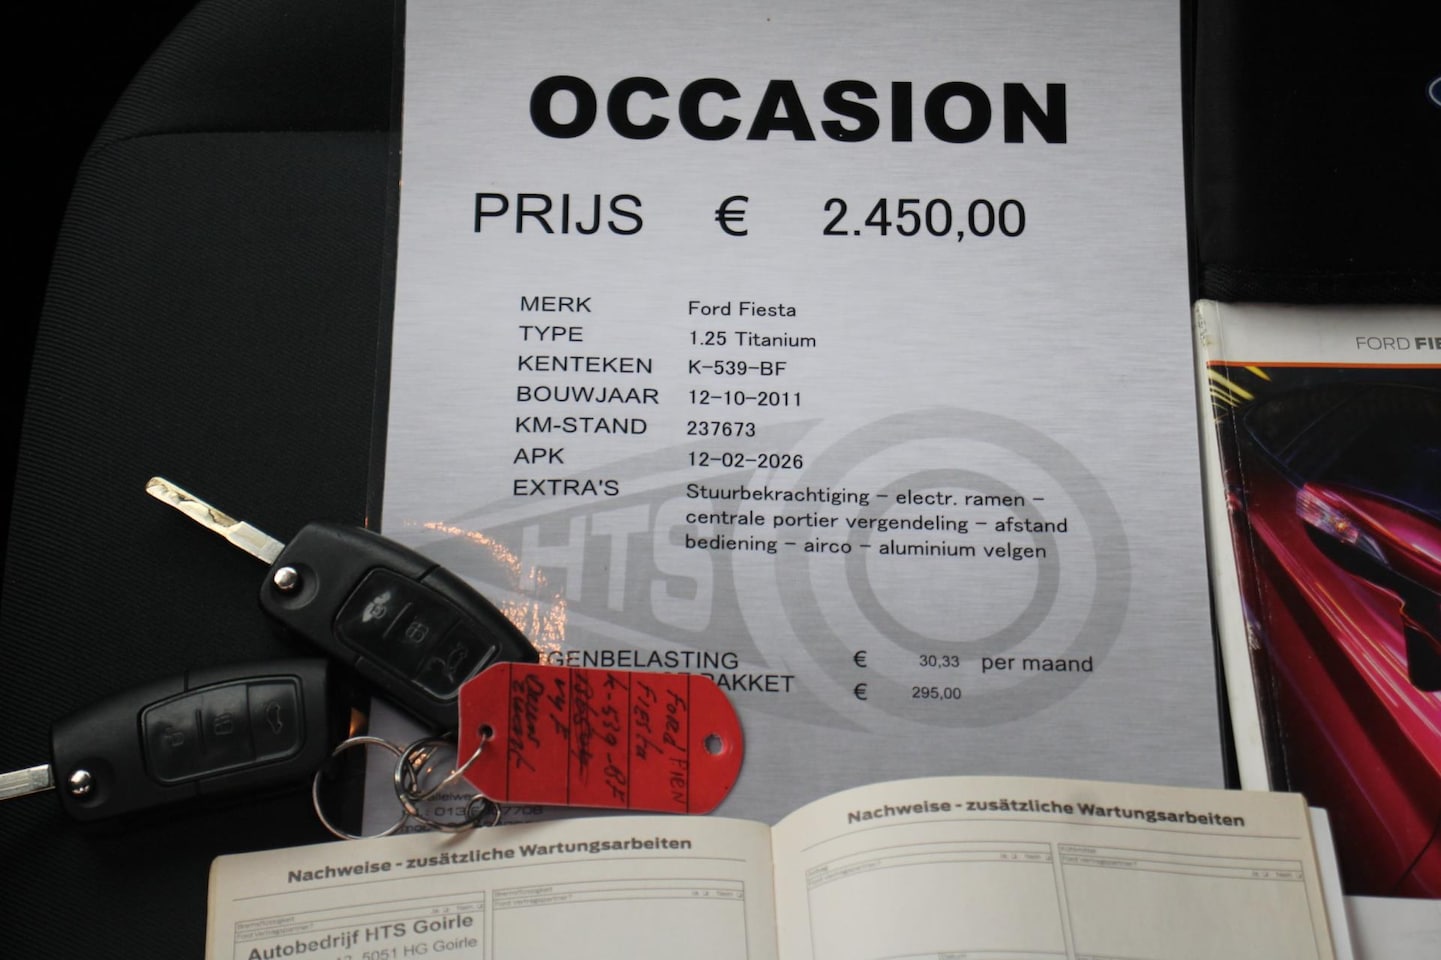 OCCASION
PRIJS € 2.450,00
MERK Ford Fiesta
TYPE 1.25 Titanium
KENTEKEN K-539-BF
BOUWJAAR 12-10-2011
KM-STAND 237673
APK 12-02-2026
EXTRA'S Stuurbekrachtiging - electr. ramen -
centrale portier vergendeling - afstand
bediening - airco - aluminium velgen
HTS
GENBELASTING € 30,33 per maand
PAKKET € 295,00
FORD FIE
Ford
Fiesta
K-539-BF
Zwart
Nachweise - zusätzliche Wartungsarbeiten
Autobedrijf HTS Goirle
5051 HG Goirle
Nachweise - zusätzliche Wartungsarbeiten